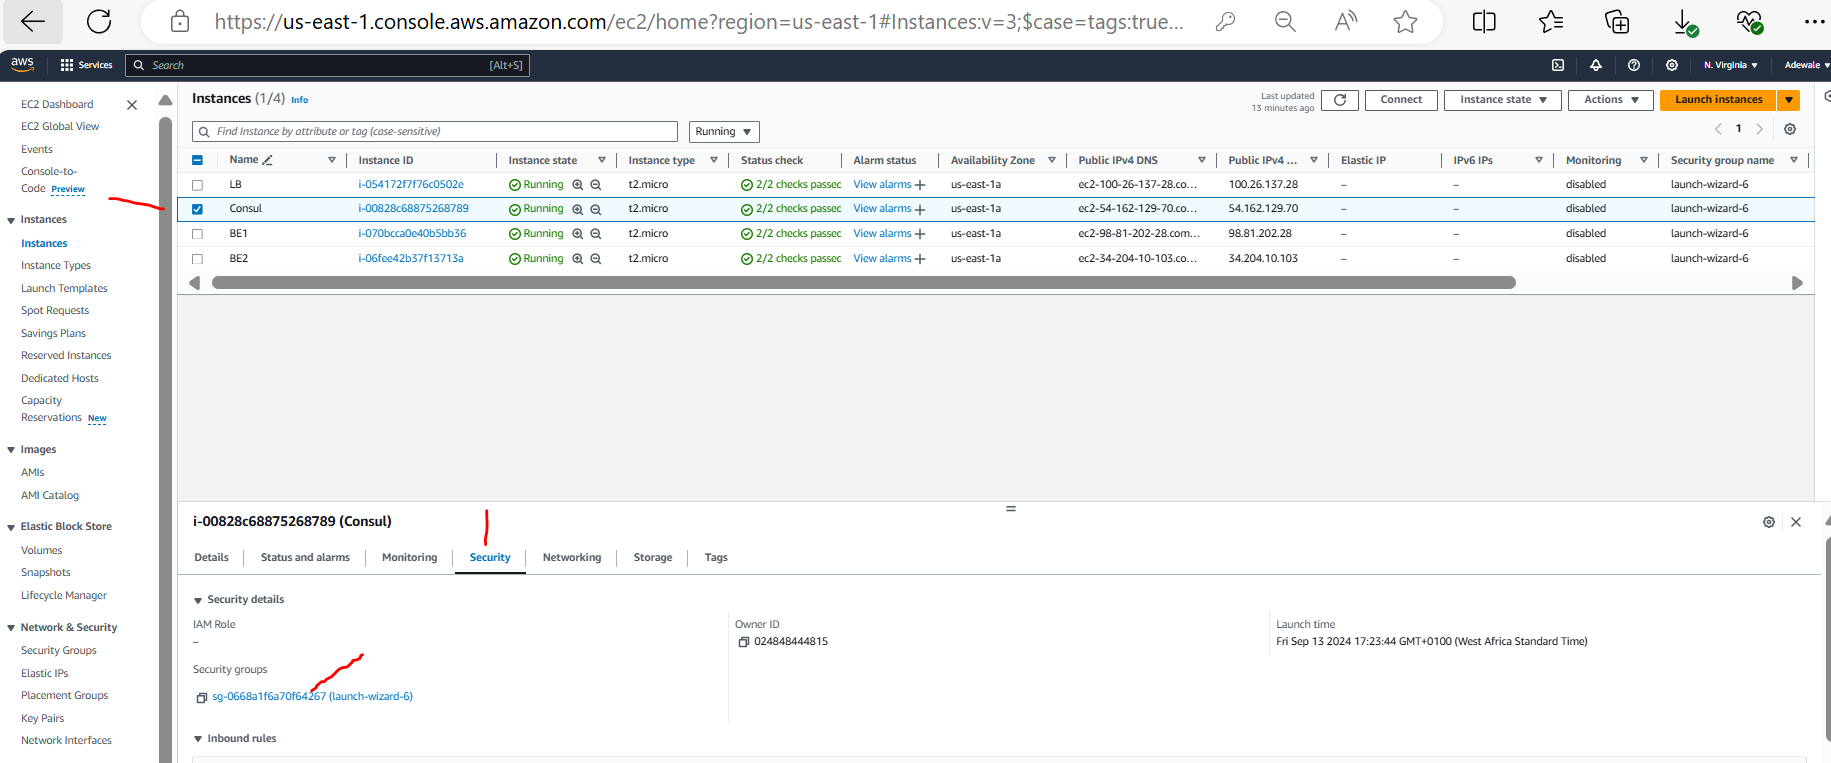 https://us-east-1.console.aws.amazon.com/ec2/home?region=us-east-1#Instances:v=3;$case=tags:true...
aws Services Search [Alt+S] N. Virginia Adewale
EC2 Dashboard
EC2 Global View
Events
Console-to-
Code Preview
Instances
Instances
Instance Types
Launch Templates
Spot Requests
Savings Plans
Reserved Instances
Dedicated Hosts
Capacity
Reservations New
Images
AMIs
AMI Catalog
Elastic Block Store
Volumes
Snapshots
Lifecycle Manager
Network & Security
Security Groups
Elastic IPs
Placement Groups
Key Pairs
Network Interfaces
Instances (1/4) Info
Last updated
13 minutes ago
Connect Instance state Actions Launch instances
Find Instance by attribute or tag (case-sensitive) Running 1
Name Instance ID Instance state Instance type Status check Alarm status Availability Zone Public IPv4 DNS Public IPv4 ... Elastic IP IPv6 IPs Monitoring Security group name
LB i-054172f7f76c0502e Running t2.micro 2/2 checks passed View alarms + us-east-1a ec2-100-26-137-28.co... 100.26.137.28 – – disabled launch-wizard-6
Consul i-00828c68875268789 Running t2.micro 2/2 checks passed View alarms + us-east-1a ec2-54-162-129-70.co... 54.162.129.70 – – disabled launch-wizard-6
BE1 i-070bcca0e40b5bb36 Running t2.micro 2/2 checks passed View alarms + us-east-1a ec2-98-81-202-28.com... 98.81.202.28 – – disabled launch-wizard-6
BE2 i-06fee42b37f13713a Running t2.micro 2/2 checks passed View alarms + us-east-1a ec2-34-204-10-103.co... 34.204.10.103 – – disabled launch-wizard-6
i-00828c68875268789 (Consul)
Details Status and alarms Monitoring Security Networking Storage Tags
Security details
IAM Role
–
Owner ID
024848444815
Launch time
Fri Sep 13 2024 17:23:44 GMT+0100 (West Africa Standard Time)
Security groups
sg-0668a1f6a70f64267 (launch-wizard-6)
Inbound rules